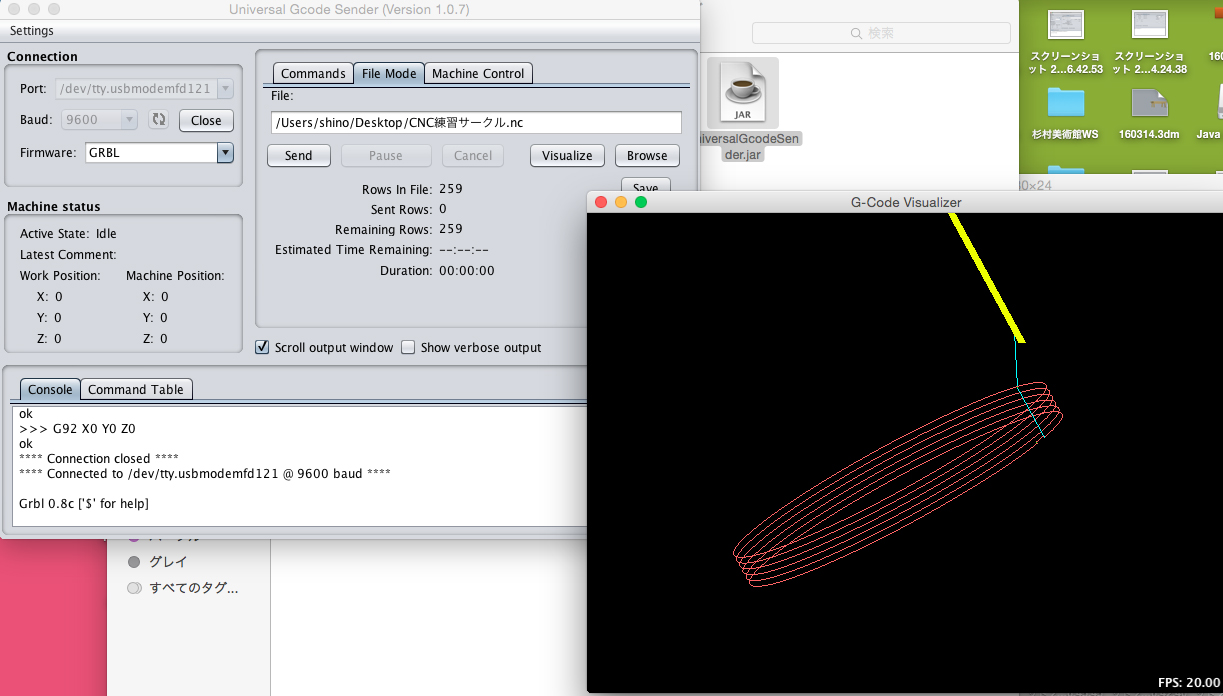 Universal Gcode Sender (Version 1.0.7)
Settings
Connection
Port: /dev/tty.usbmodemfd121
Baud: 9600
Close
Firmware: GRBL
Machine status
Active State: Idle
Latest Comment:
Work Position: Machine Position:
X: 0 X: 0
Y: 0 Y: 0
Z: 0 Z: 0
Commands File Mode Machine Control
File:
/Users/shino/Desktop/CNC練習サークル.nc
Send Pause Cancel Visualize Browse
Save
Rows In File: 259
Sent Rows: 0
Remaining Rows: 259
Estimated Time Remaining: --:--:--
Duration: 00:00:00
Scroll output window Show verbose output
Console Command Table
ok
>>> G92 X0 Y0 Z0
ok
**** Connection closed ****
**** Connected to /dev/tty.usbmodemfd121 @ 9600 baud ****
Grbl 0.8c ['$' for help]
グレイ
すべてのタグ...
検索
JAR
iversalGcodeSen
der.jar
スクリーンショ
ット 2...6.42.53
スクリーンショ
ット 2...4.24.38
160
杉村美術館WS
160314.3dm
Java
0×24
G-Code Visualizer
FPS: 20.00